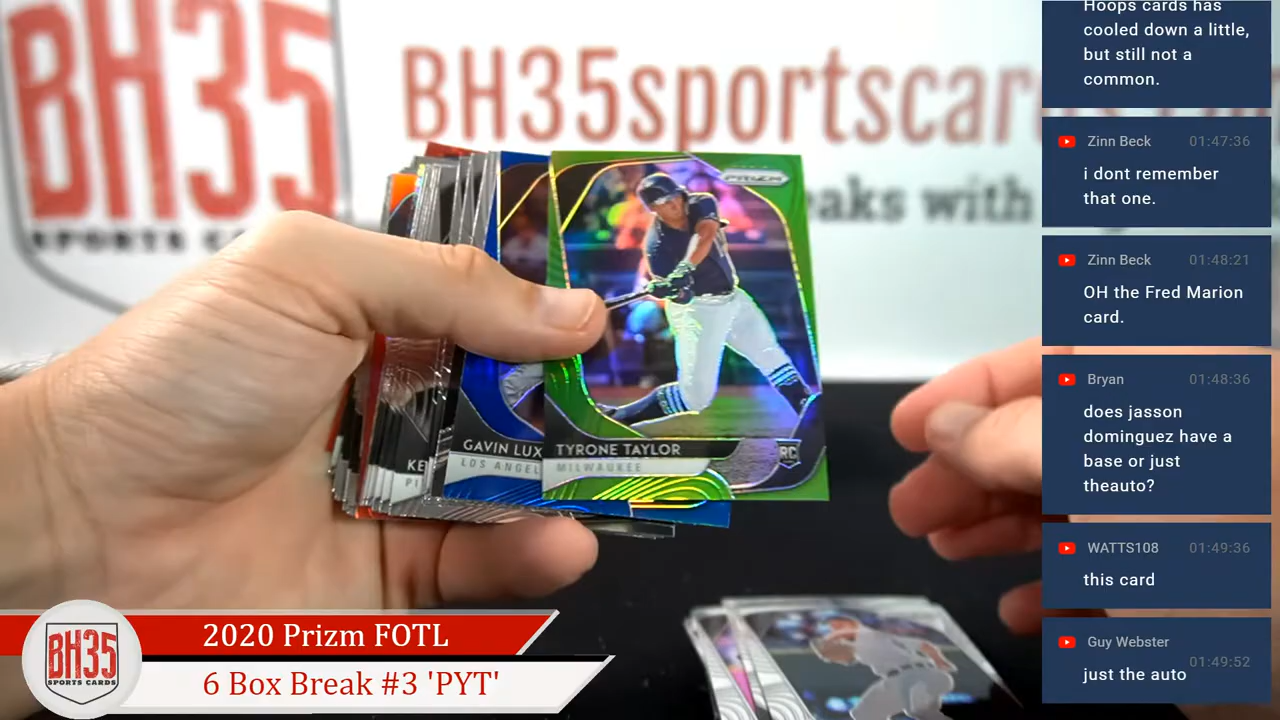 BH35
SPORTS CA
BH35sportscar
eaks with
PRIZM
GAVIN LUX
LOS ANGEL
TYRONE TAYLOR
MILWAUKEE
RC
KE
PI
2020 Prizm FOTL
6 Box Break #3 'PYT'
BH35
SPORTS CARDS
Hoops cards has
cooled down a little,
but still not a
common.
Zinn Beck 01:47:36
i dont remember
that one.
Zinn Beck 01:48:21
OH the Fred Marion
card.
Bryan 01:48:36
does jasson
dominguez have a
base or just
theauto?
WATTS108 01:49:36
this card
Guy Webster
01:49:52
just the auto